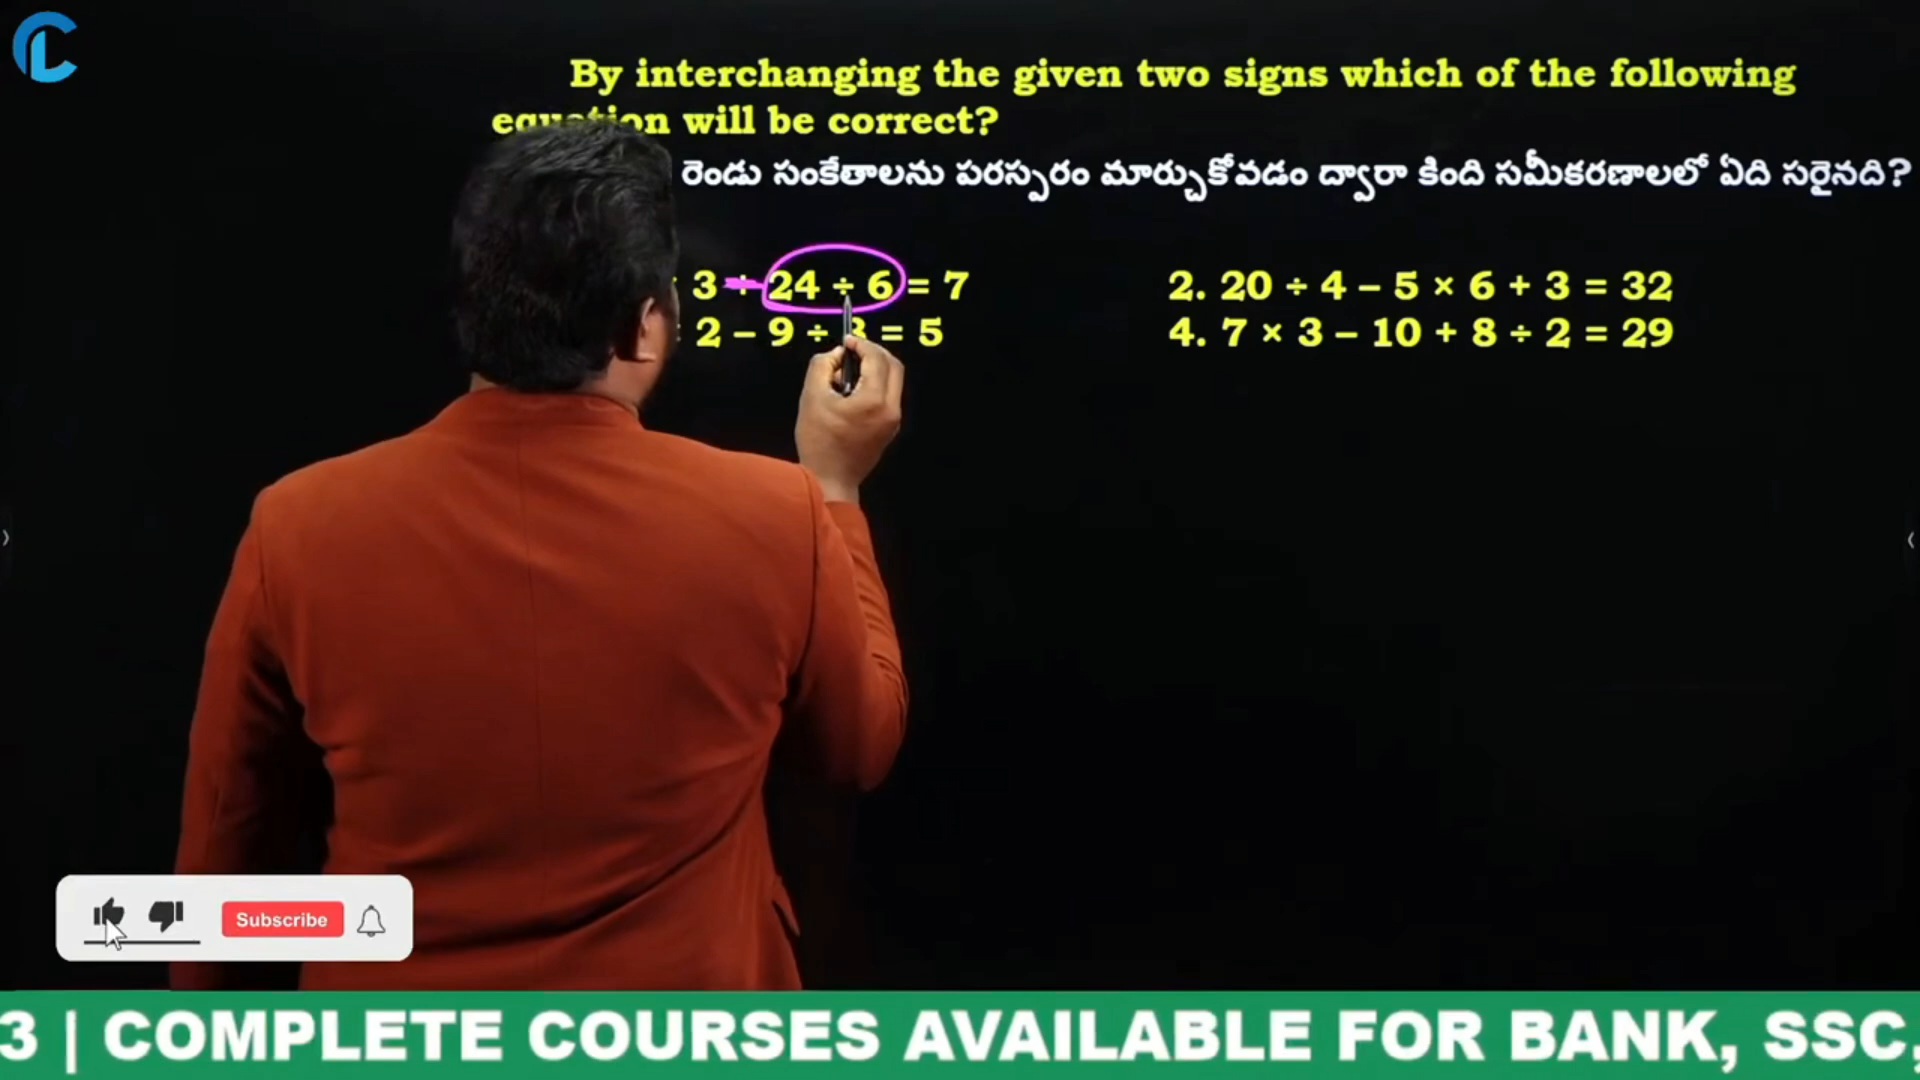 By interchanging the given two signs which of the following
equation will be correct?
రెండు సంకేతాలను పరస్పరం మార్చుకోవడం ద్వారా కింది సమీకరణాలలో ఏది సరైనది?
3 ÷ 24 ÷ 6 = 7
2. 20 ÷ 4 – 5 × 6 + 3 = 32
2 – 9 ÷ 3 = 5
4. 7 × 3 – 10 + 8 ÷ 2 = 29
Subscribe
3 | COMPLETE COURSES AVAILABLE FOR BANK, SSC,